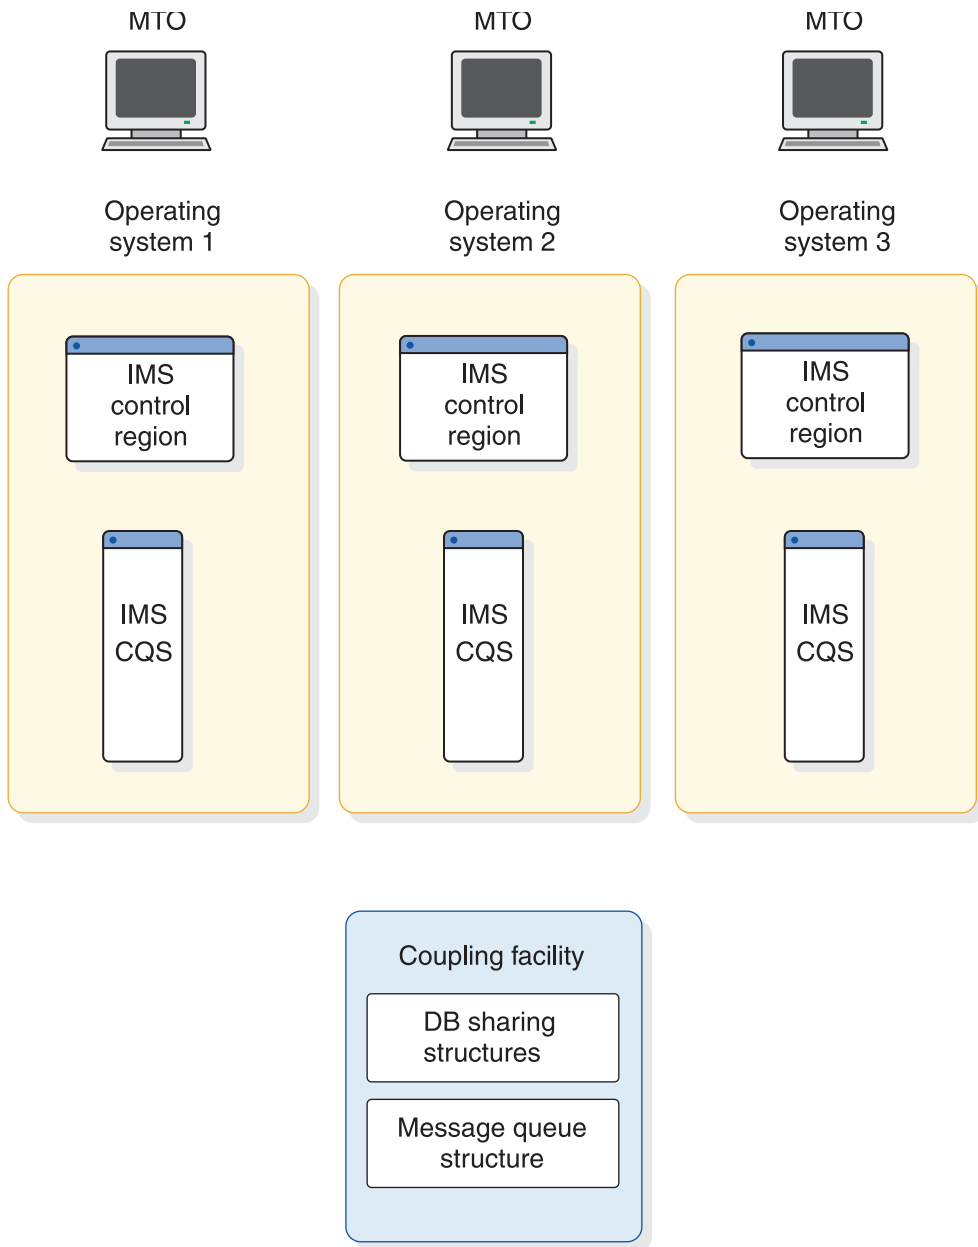 MTO
MTO
MTO
Operating
system 1
Operating
system 2
Operating
system 3
IMS
control
region
IMS
control
region
IMS
control
region
IMS
CQS
IMS
CQS
IMS
CQS
Coupling facility
DB sharing
structures
Message queue
structure